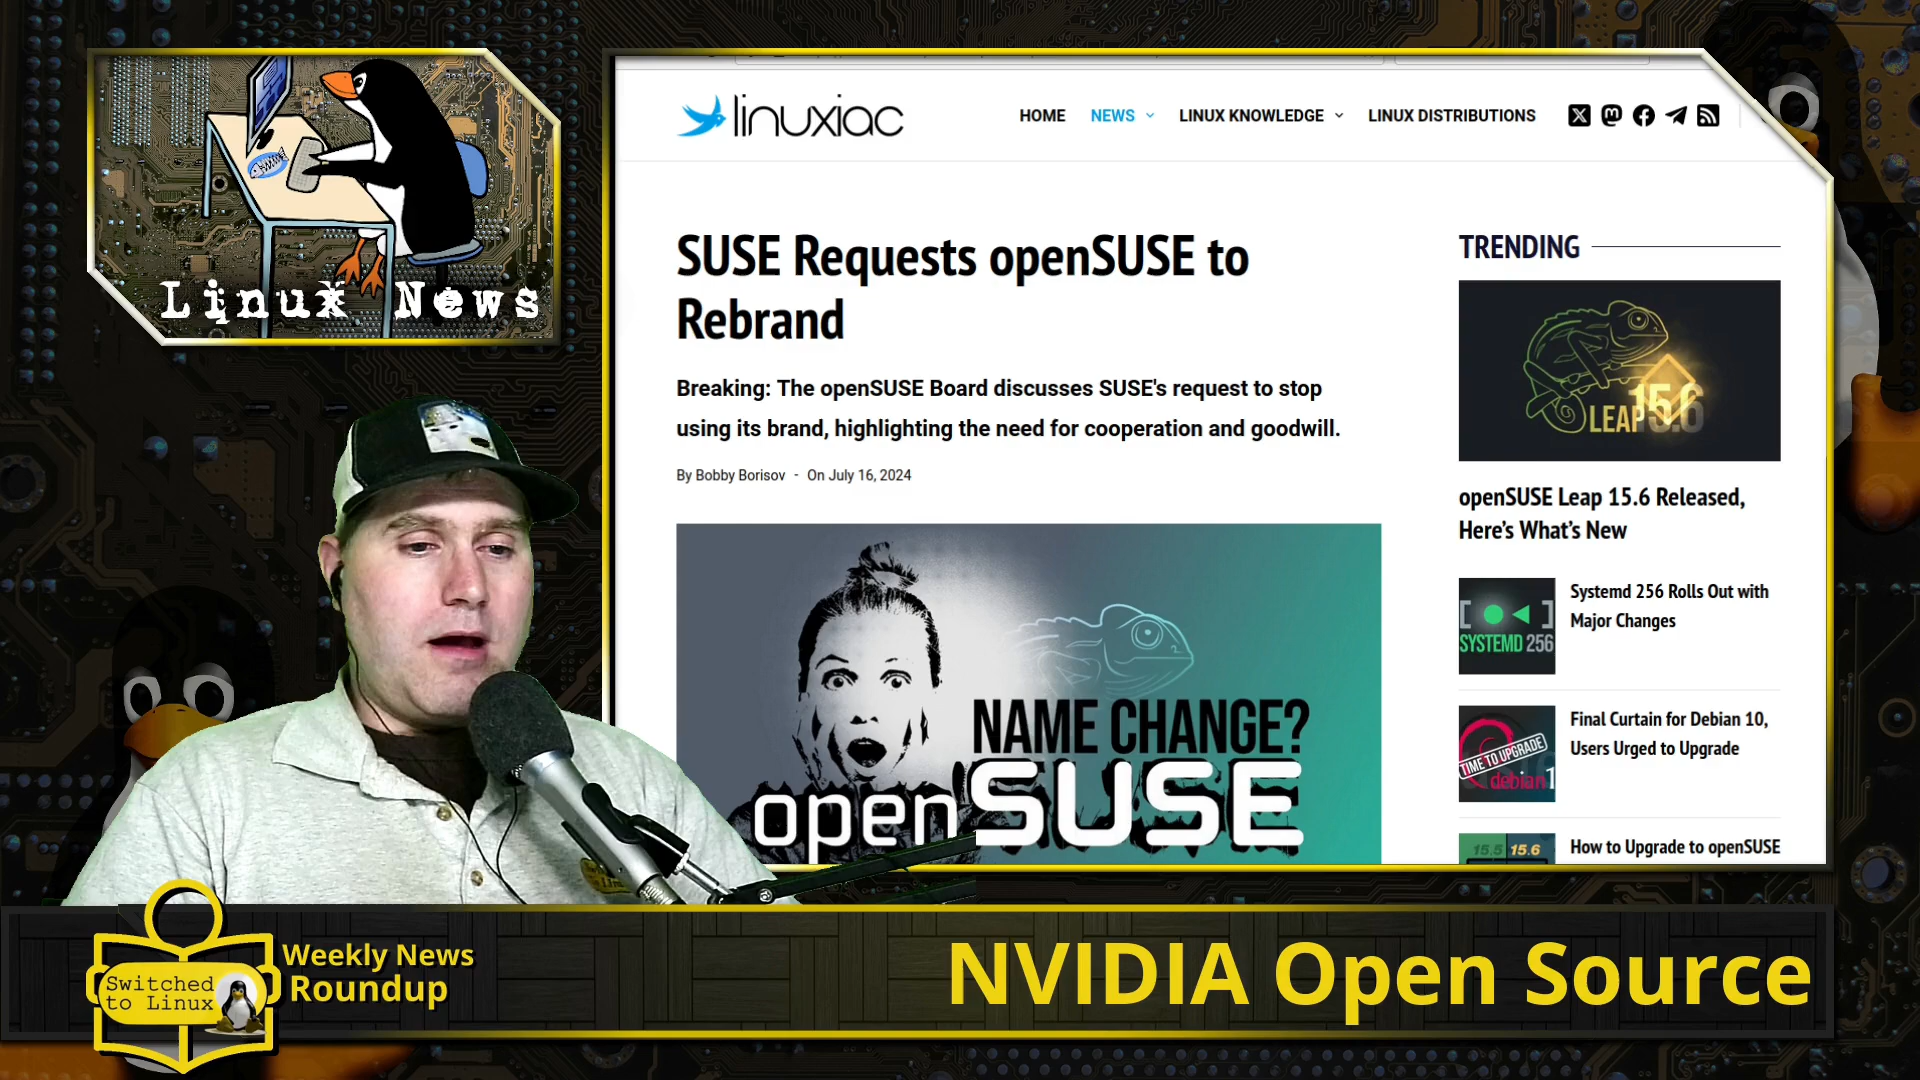 Linux News
linuxiac
HOME NEWS LINUX KNOWLEDGE LINUX DISTRIBUTIONS
SUSE Requests openSUSE to
Rebrand
Breaking: The openSUSE Board discusses SUSE's request to stop
using its brand, highlighting the need for cooperation and goodwill.
By Bobby Borisov - On July 16, 2024
NAME CHANGE?
openSUSE
TRENDING
LEAP 15.6
openSUSE Leap 15.6 Released,
Here's What's New
SYSTEMD 256
Systemd 256 Rolls Out with
Major Changes
TIME TO UPGRADE
debian 1
Final Curtain for Debian 10,
Users Urged to Upgrade
15.5 15.6
How to Upgrade to openSUSE
Switched
to Linux
Weekly News
Roundup
NVIDIA Open Source